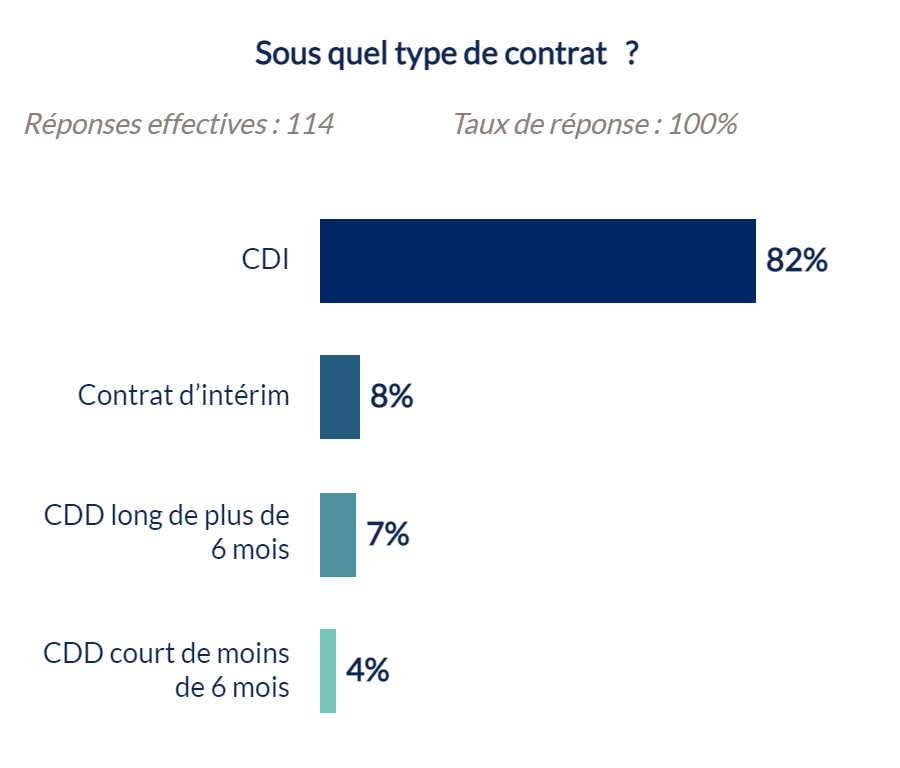 Sous quel type de contrat ?
Réponses effectives : 114
Taux de réponse : 100%
CDI
82%
Contrat d’intérim
8%
CDD long de plus de
6 mois
7%
CDD court de moins
de 6 mois
4%